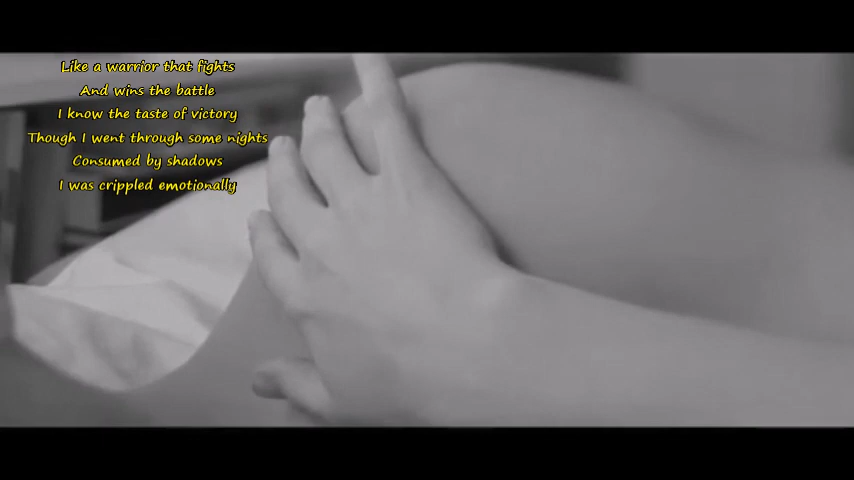 Like a warrior that fights
And wins the battle
I know the taste of victory
Though I went through some nights
Consumed by shadows
I was crippled emotionally